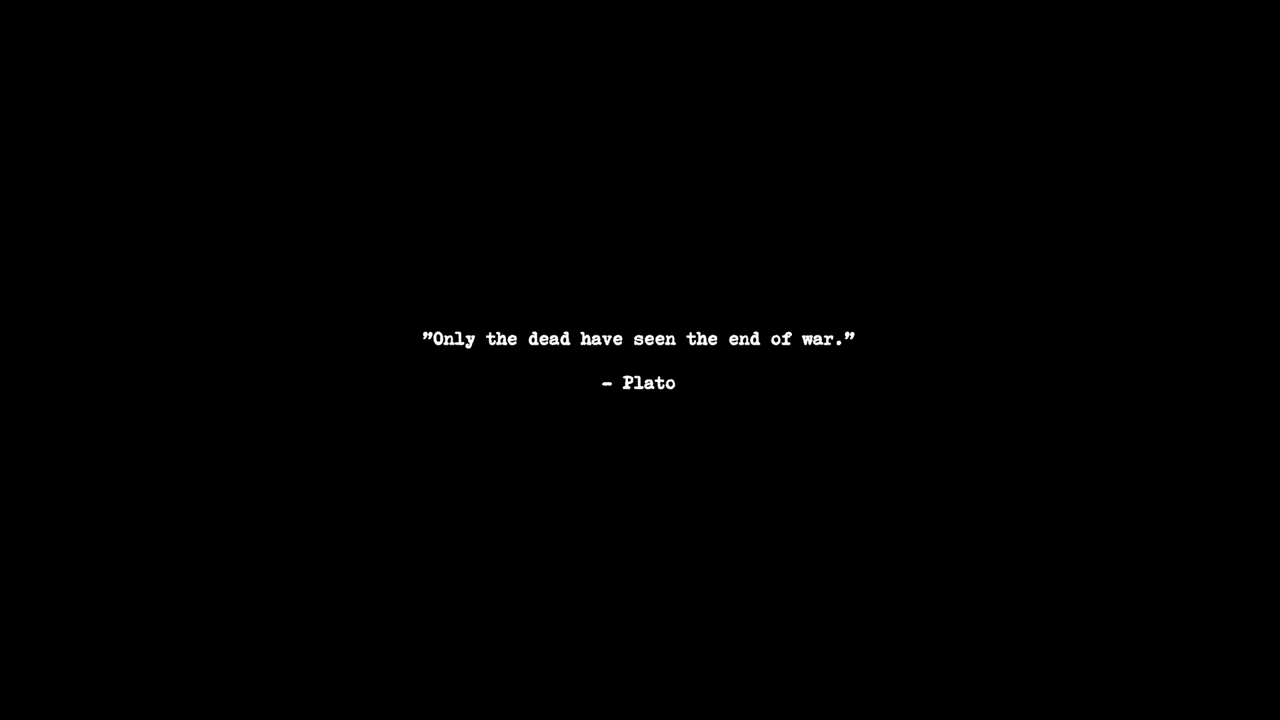 ”Only the dead have seen the end of war.”
– Plato